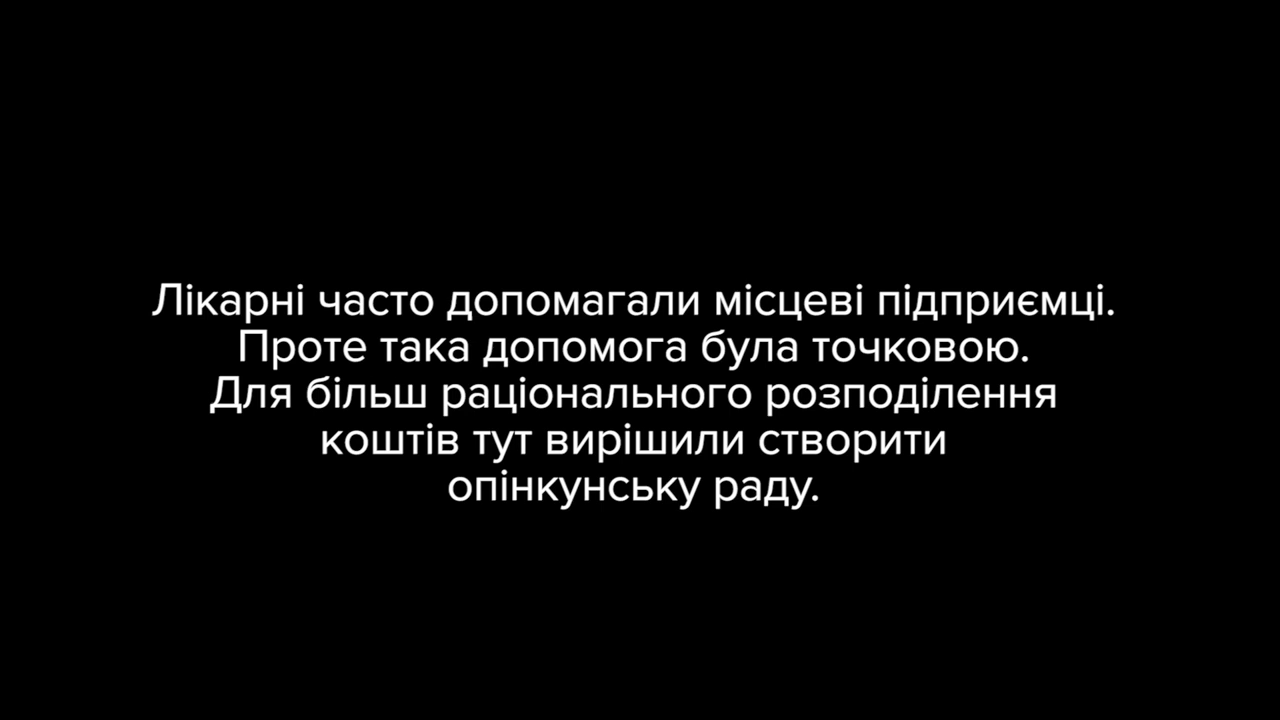 Лікарні часто допомагали місцеві підприємці.
Проте така допомога була точковою.
Для більш раціонального розподілення
коштів тут вирішили створити
опінкунську раду.